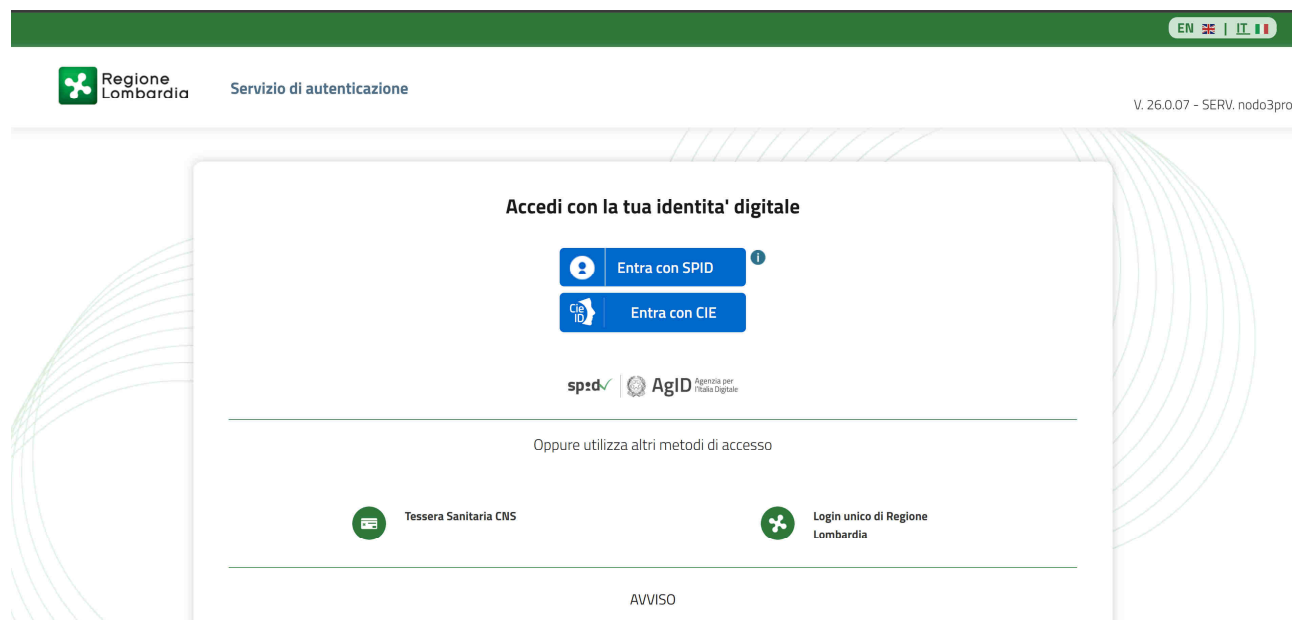 EN | IT
Regione
Lombardia
Servizio di autenticazione
V. 26.0.07 - SERV. nodo3pro
Accedi con la tua identita' digitale
Entra con SPID
i
Cie
ID
Entra con CIE
spid
AgID
Agenzia per
l'Italia Digitale
Oppure utilizza altri metodi di accesso
Tessera Sanitaria CNS
Login unico di Regione
Lombardia
AVVISO